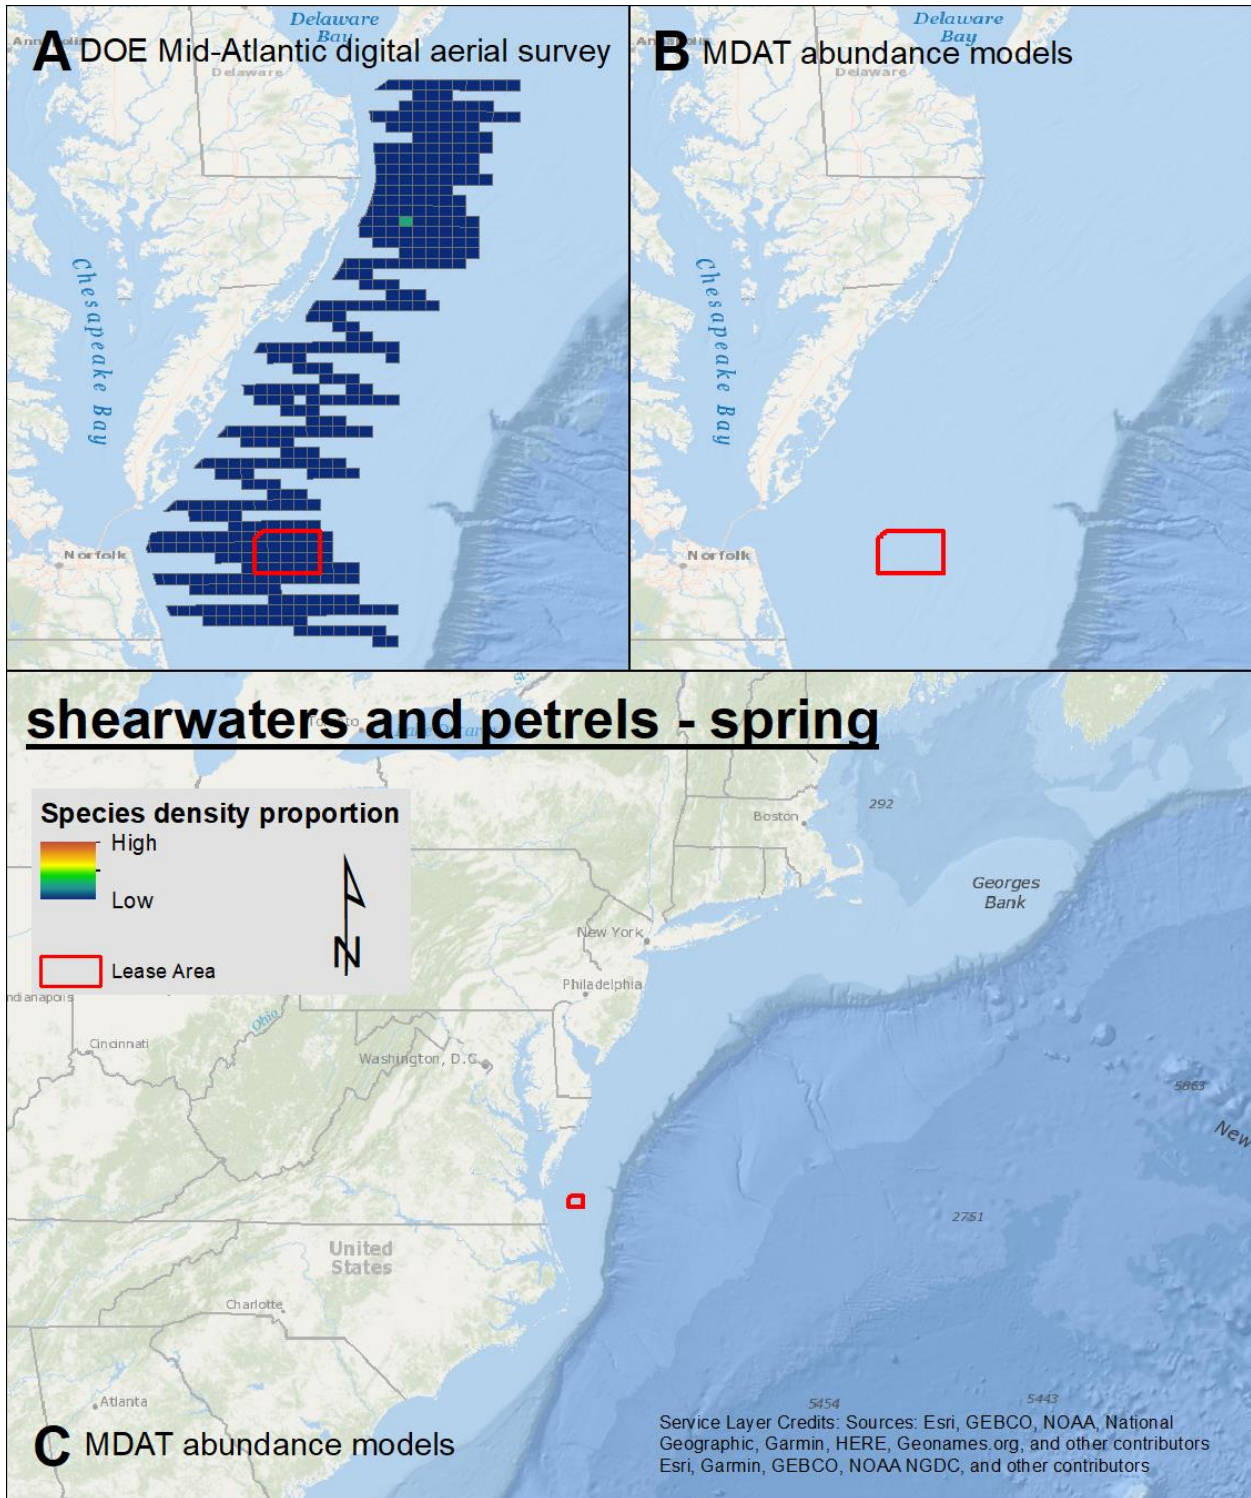 Delaware
Bay
A DOE Mid-Atlantic digital aerial survey
Delaware
Chesapeake Bay
Norfolk
Delaware
Bay
B MDAT abundance models
Delaware
Chesapeake Bay
Norfolk
shearwaters and petrels - spring
Species density proportion
High
Low
Lease Area
N
292
Boston
Georges
Bank
New York
Philadelphia
ndianapolis
Ohio
Cincinnati
Washington, D.C.
5863
New
2751
United
States
Charlotte
Atlanta
5454
5443
C MDAT abundance models
Service Layer Credits: Sources: Esri, GEBCO, NOAA, National
Geographic, Garmin, HERE, Geonames.org, and other contributors
Esri, Garmin, GEBCO, NOAA NGDC, and other contributors